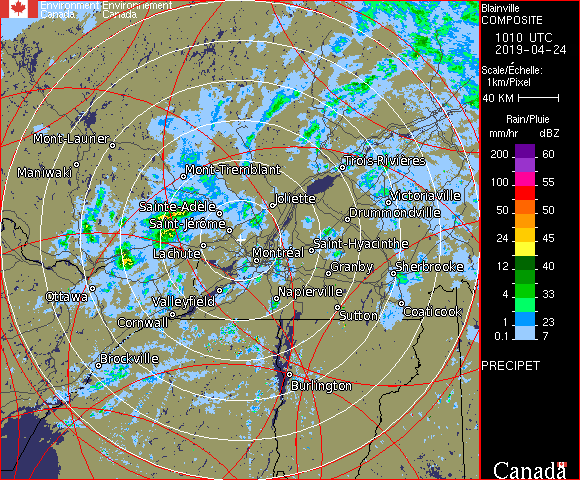 Environment Environnement
Canada Canada
Blainville
COMPOSITE
1010 UTC
2019-04-24
Scale/Échelle:
1km/Pixel
40 KM
Rain/Pluie
mm/hr dBZ
200 60
100 55
50 50
24 45
12 40
4 33
1 23
0.1 7
PRECIPET
Canada
Mont-Laurier
Maniwaki
Mont-Tremblant
Trois-Rivières
Joliette
Victoriaville
Sainte-Adèle
Drummondville
Saint-Jérôme
Lachute
Montréal
Saint-Hyacinthe
Granby
Sherbrooke
Ottawa
Valleyfield
Napierville
Cornwall
Sutton
Coaticook
Brockville
Burlington